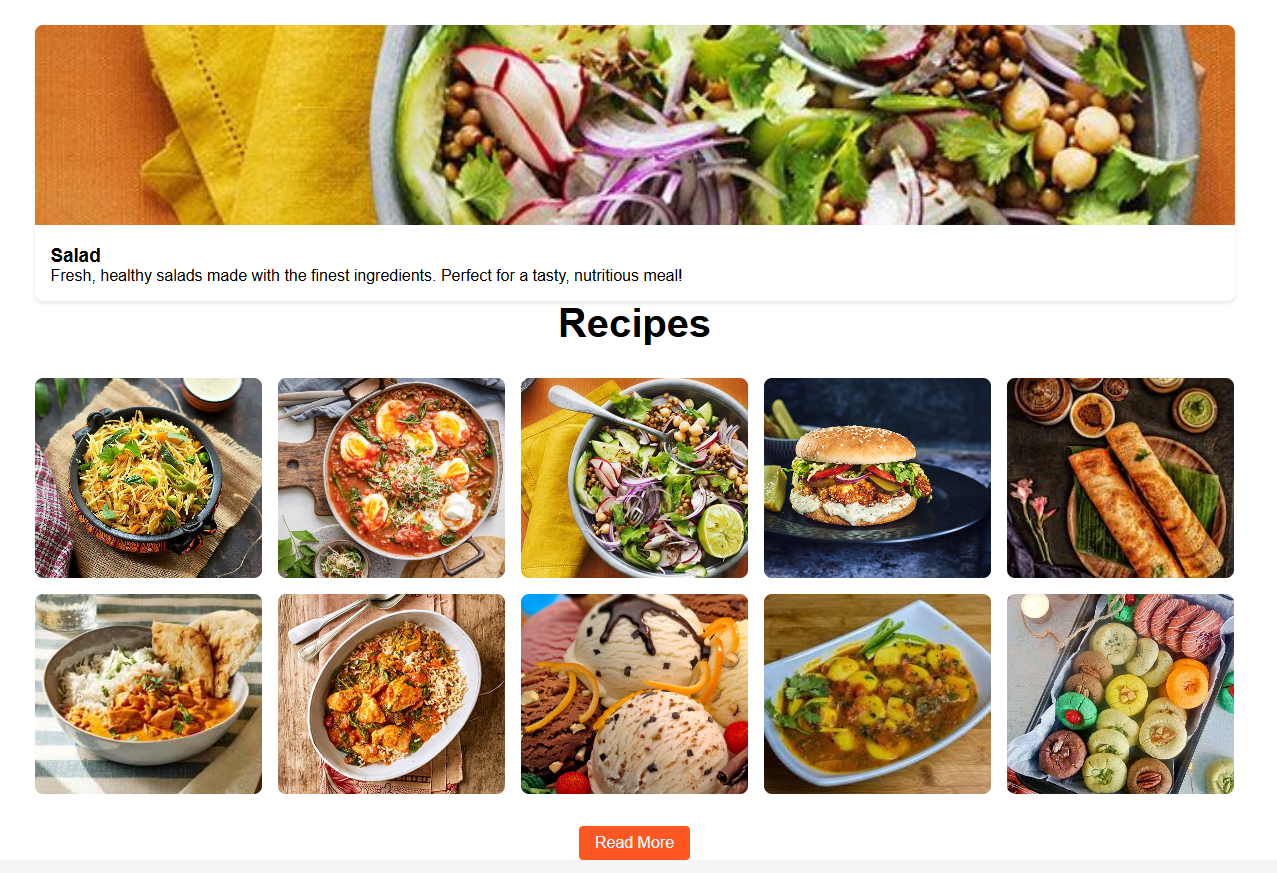 Salad
Fresh, healthy salads made with the finest ingredients. Perfect for a tasty, nutritious meal!
Recipes
Read More